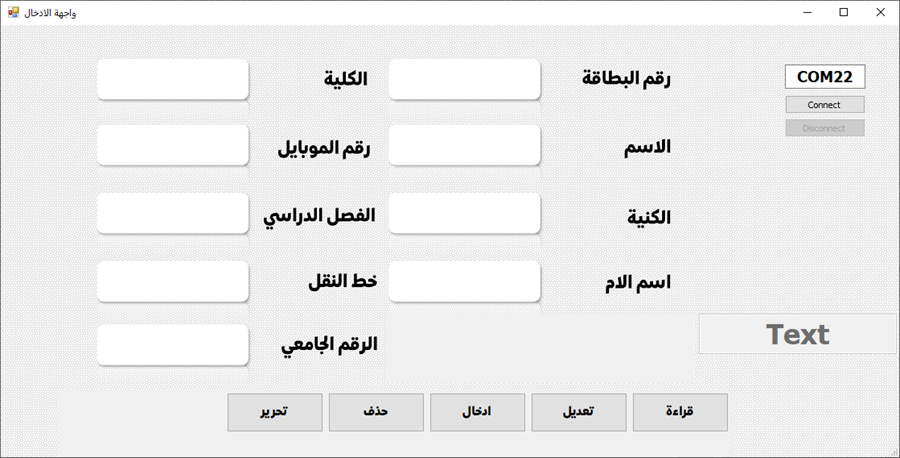 واجهة الادخال
رقم البطاقة
الكلية
COM22
Connect
Disconnect
الاسم
رقم الموبايل
الكنية
الفصل الدراسي
اسم الام
خط النقل
الرقم الجامعي
Text
قراءة
تعديل
ادخال
حذف
تحرير